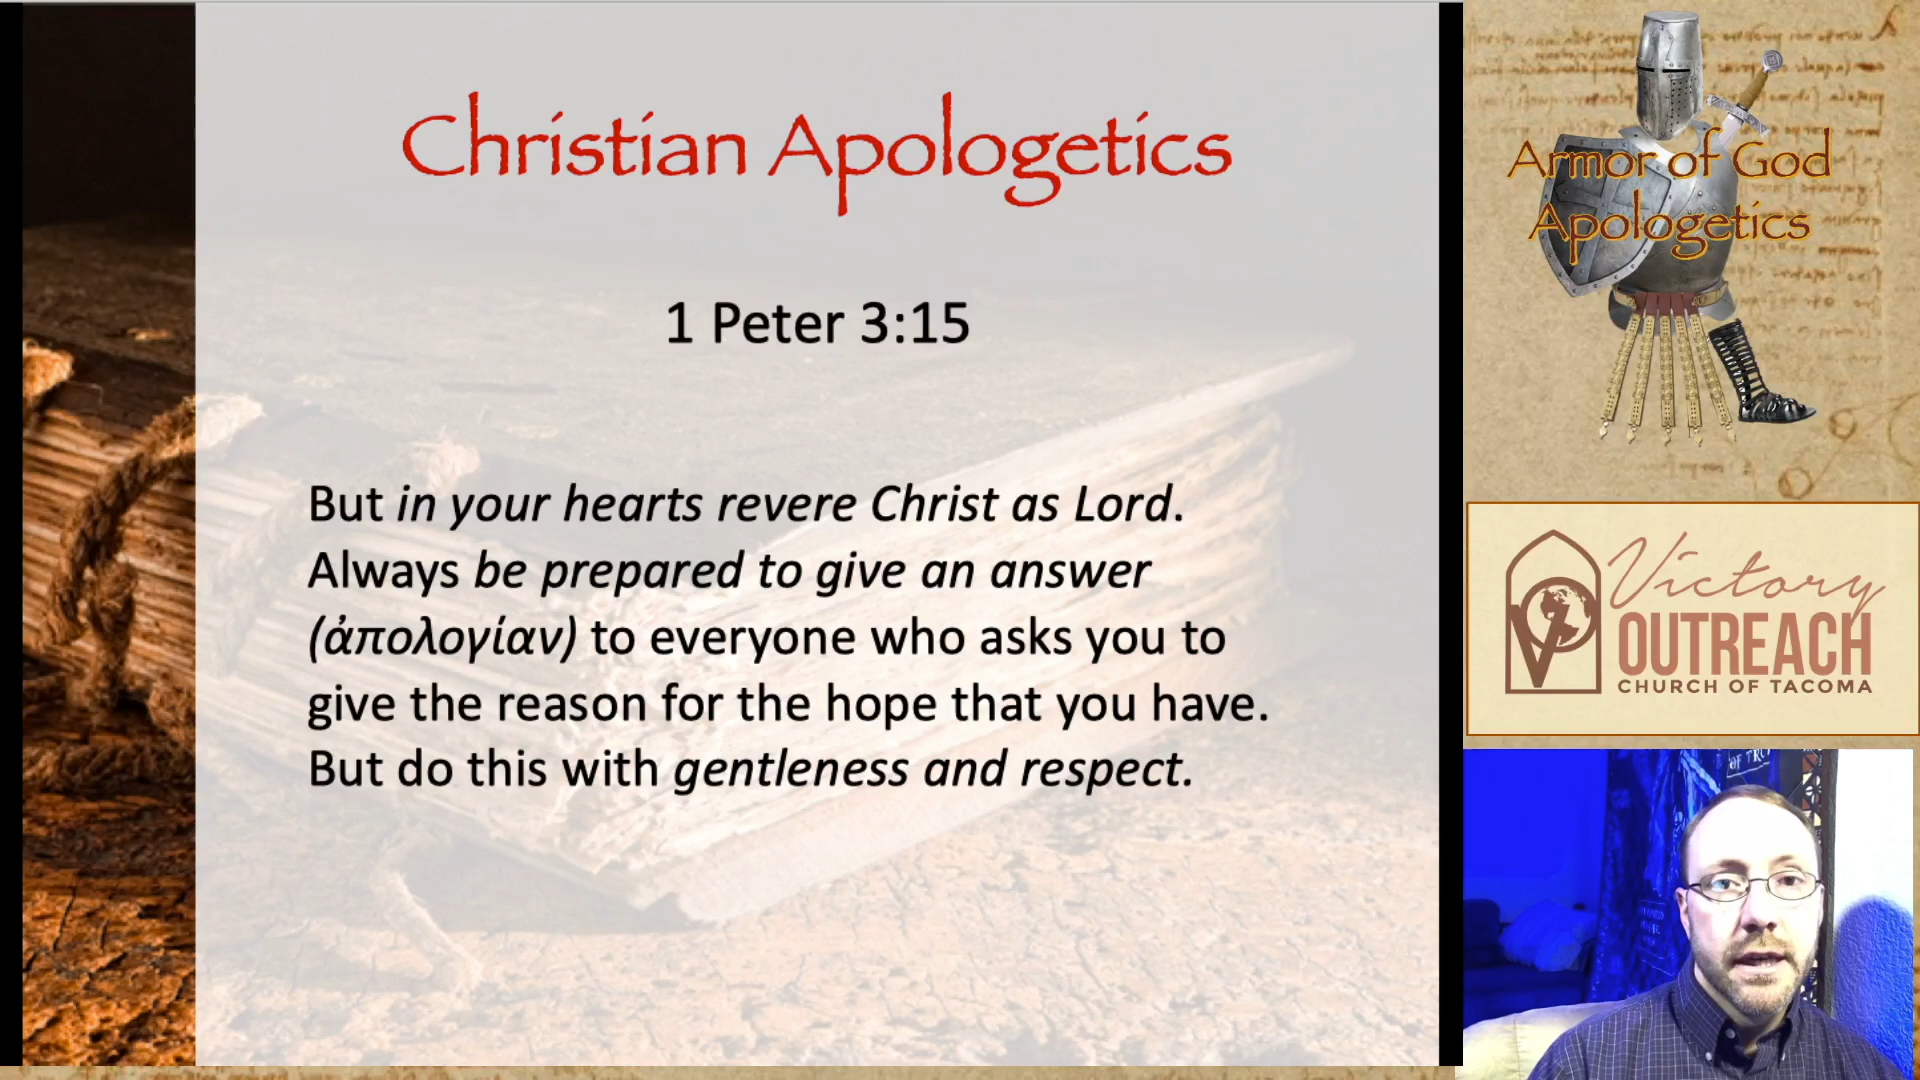 Christian Apologetics
1 Peter 3:15
But in your hearts revere Christ as Lord.
Always be prepared to give an answer
(ἀπολογίαν) to everyone who asks you to
give the reason for the hope that you have.
But do this with gentleness and respect.
Armor of God
Apologetics
Victory
OUTREACH
CHURCH OF TACOMA